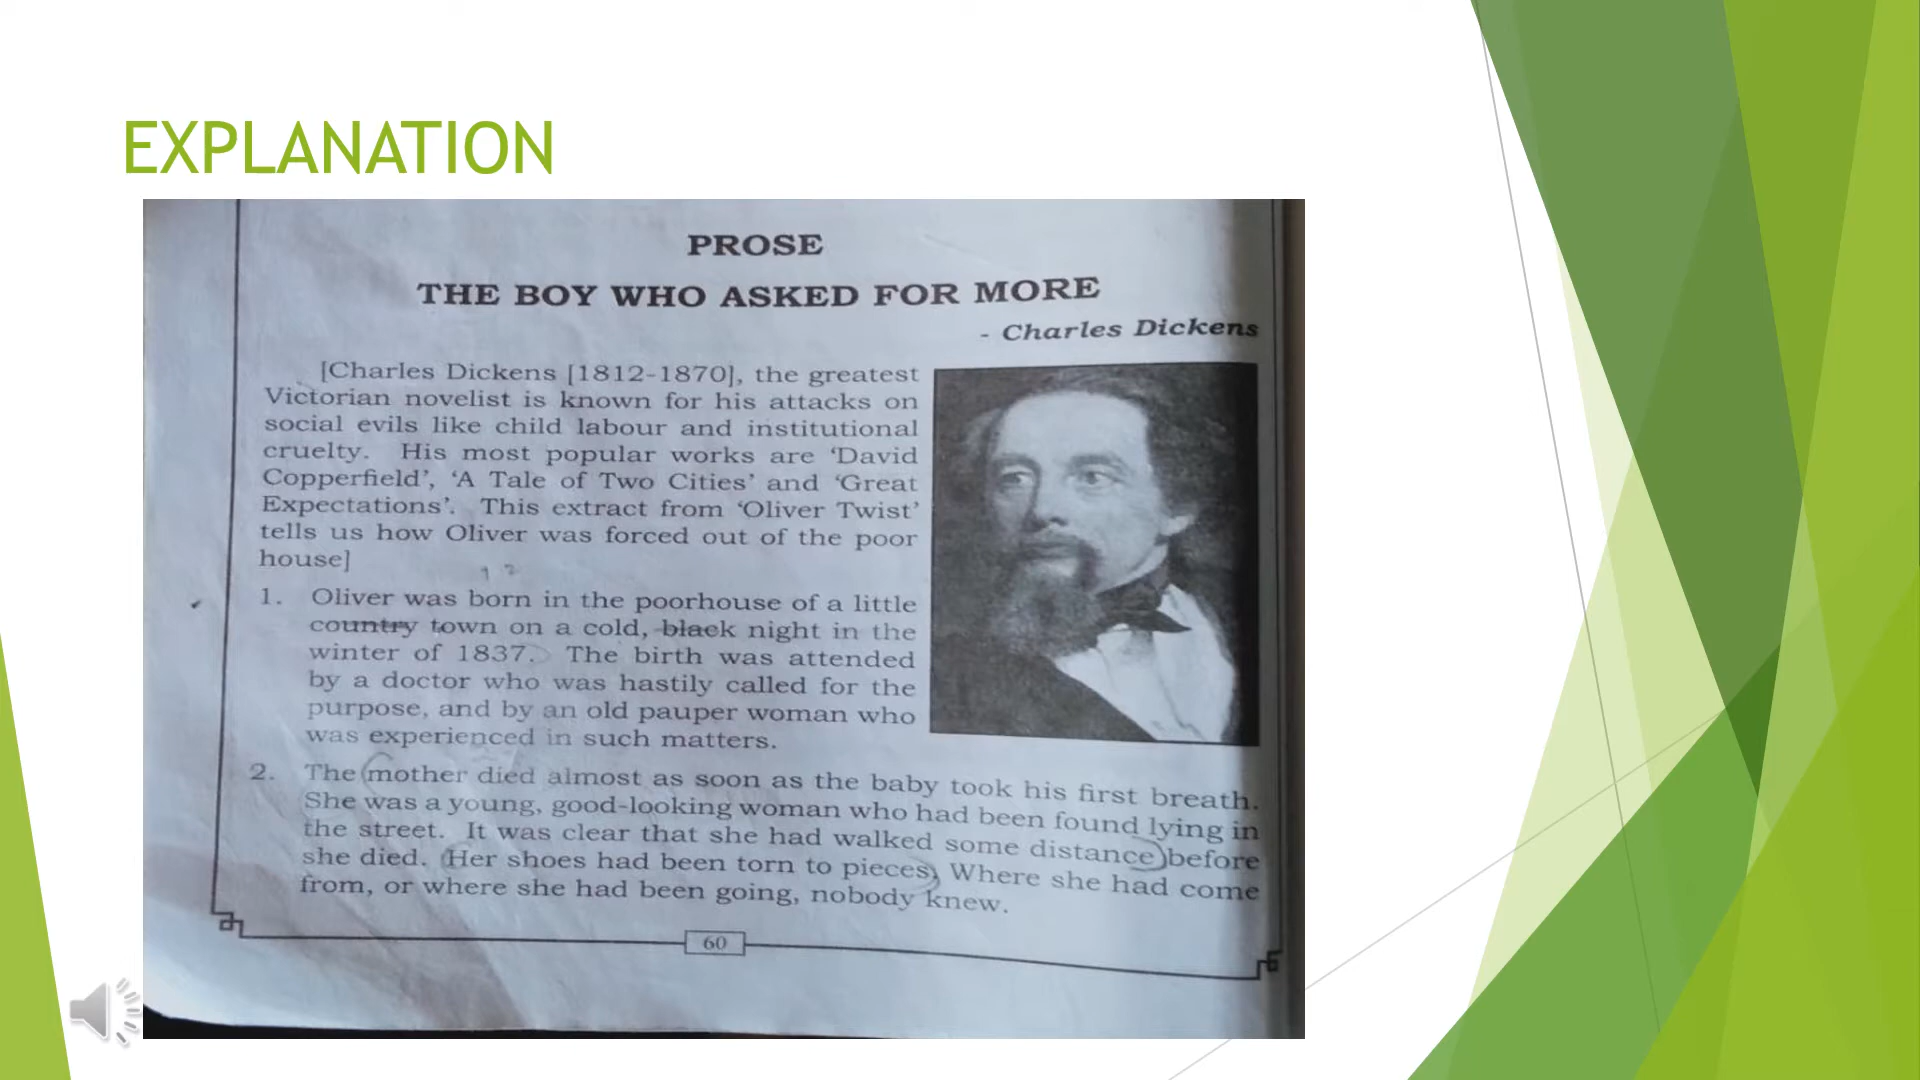 EXPLANATION
PROSE
THE BOY WHO ASKED FOR MORE
- Charles Dickens
[Charles Dickens [1812-1870], the greatest
Victorian novelist is known for his attacks on
social evils like child labour and institutional
cruelty. His most popular works are ‘David
Copperfield’, ‘A Tale of Two Cities’ and ‘Great
Expectations’. This extract from ‘Oliver Twist’
tells us how Oliver was forced out of the poor
house]
1. Oliver was born in the poorhouse of a little
country town on a cold, black night in the
winter of 1837. The birth was attended
by a doctor who was hastily called for the
purpose, and by an old pauper woman who
was experienced in such matters.
2. The mother died almost as soon as the baby took his first breath.
She was a young, good-looking woman who had been found lying in
the street. It was clear that she had walked some distance before
she died. Her shoes had been torn to pieces, Where she had come
from, or where she had been going, nobody knew.
60